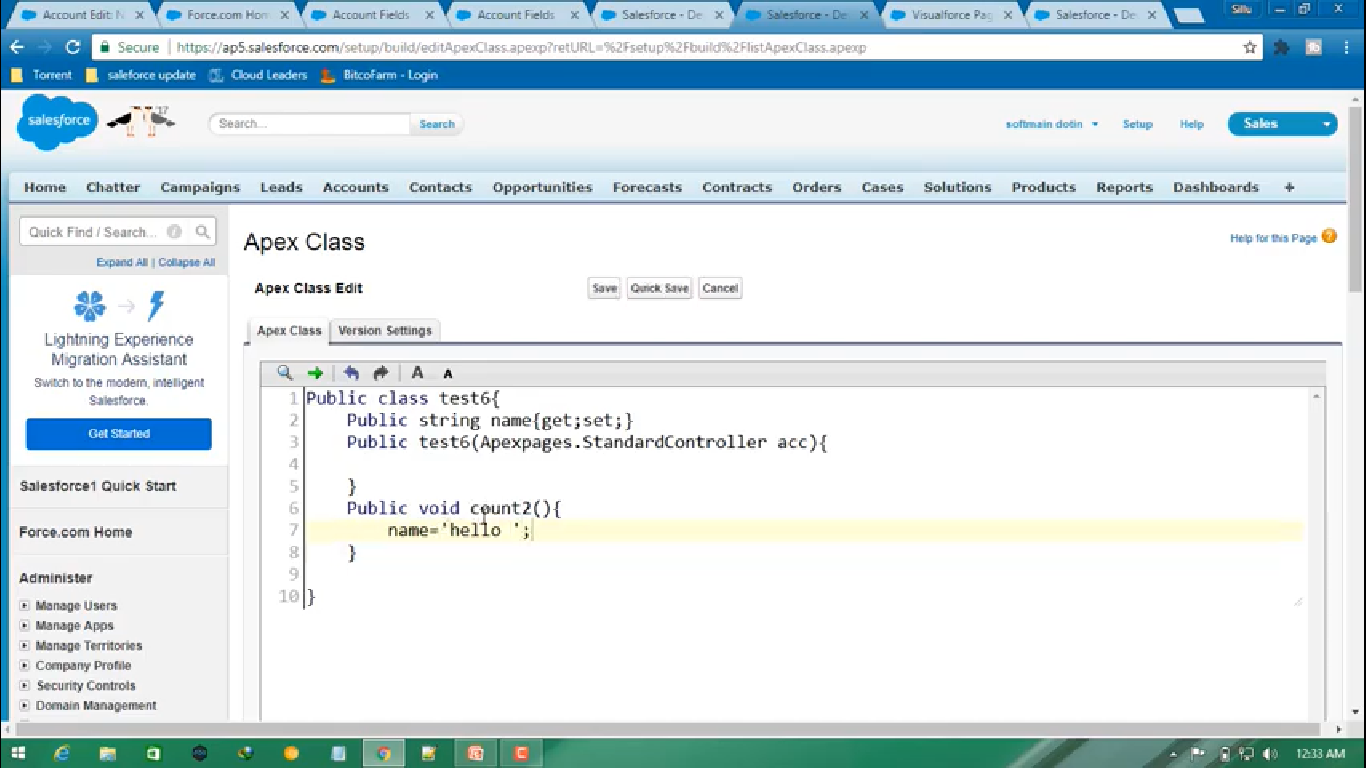 Account Edit: N
Force.com Hom
Account Fields
Account Fields
Salesforce - De
Salesforce - De
Visualforce Pag
Salesforce - De
Sillu
Secure
https://ap5.salesforce.com/setup/build/editApexClass.apexp?retURL=%2Fsetup%2Fbuild%2FlistApexClass.apexp
Torrent
saleforce update
Cloud Leaders
BitcoFarm - Login
salesforce
'17
Search...
Search
softmain dotin
Setup
Help
Sales
Home
Chatter
Campaigns
Leads
Accounts
Contacts
Opportunities
Forecasts
Contracts
Orders
Cases
Solutions
Products
Reports
Dashboards
+
Quick Find / Search...
Expand All | Collapse All
Lightning Experience
Migration Assistant
Switch to the modern, intelligent
Salesforce.
Get Started
Salesforce1 Quick Start
Force.com Home
Administer
Manage Users
Manage Apps
Manage Territories
Company Profile
Security Controls
Domain Management
Apex Class
Help for this Page
Apex Class Edit
Save
Quick Save
Cancel
Apex Class
Version Settings
A
A
1 Public class test6{
2 Public string name{get;set;}
3 Public test6(Apexpages.StandardController acc){
4
5 }
6 Public void count2(){
7 name='hello ';
8 }
9
10 }
12:33 AM